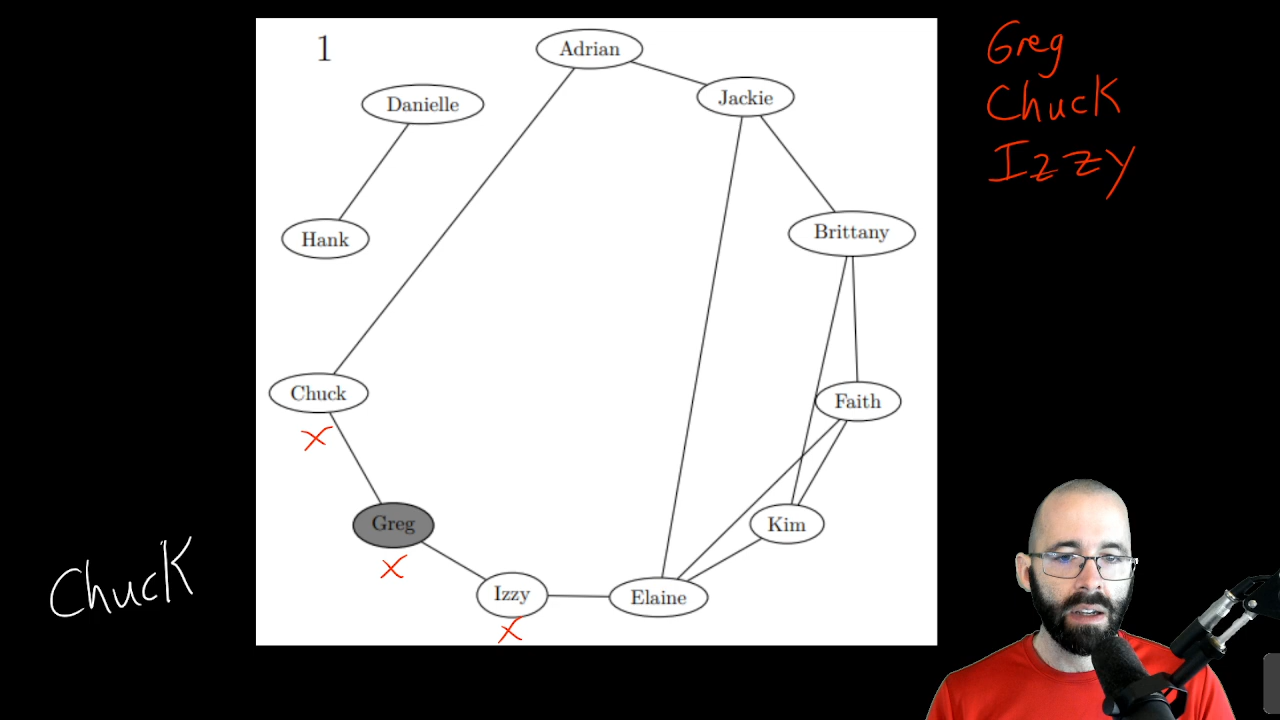 1
Adrian
Danielle
Jackie
Hank
Brittany
Chuck
Faith
Greg
Kim
Izzy
Elaine
Greg
Chuck
Izzy
Chuck